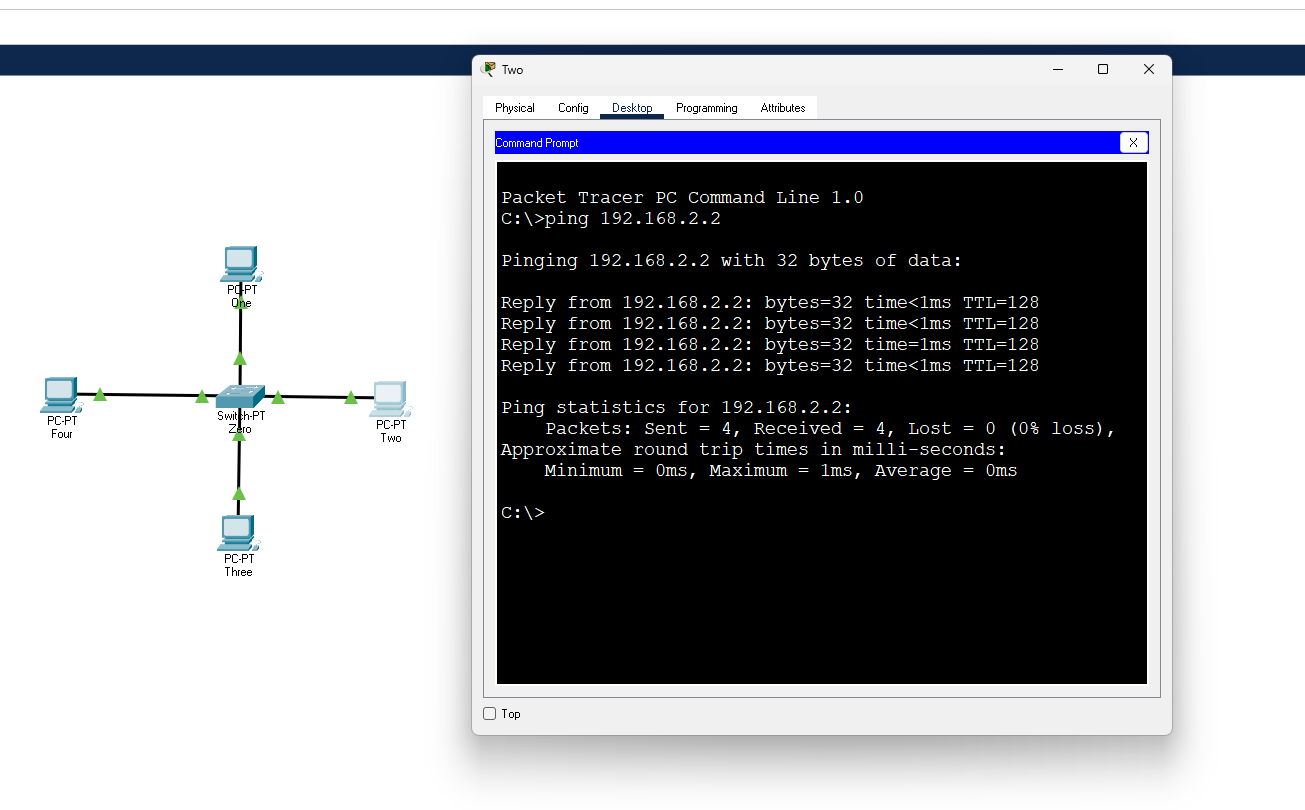 Two
Physical Config Desktop Programming Attributes
Command Prompt X
Packet Tracer PC Command Line 1.0
C:\>ping 192.168.2.2
Pinging 192.168.2.2 with 32 bytes of data:
Reply from 192.168.2.2: bytes=32 time<1ms TTL=128
Reply from 192.168.2.2: bytes=32 time<1ms TTL=128
Reply from 192.168.2.2: bytes=32 time=1ms TTL=128
Reply from 192.168.2.2: bytes=32 time<1ms TTL=128
Ping statistics for 192.168.2.2:
Packets: Sent = 4, Received = 4, Lost = 0 (0% loss),
Approximate round trip times in milli-seconds:
Minimum = 0ms, Maximum = 1ms, Average = 0ms
C:\>
Top
PC-PT
One
PC-PT
Four
Switch-PT
Zero
PC-PT
Two
PC-PT
Three